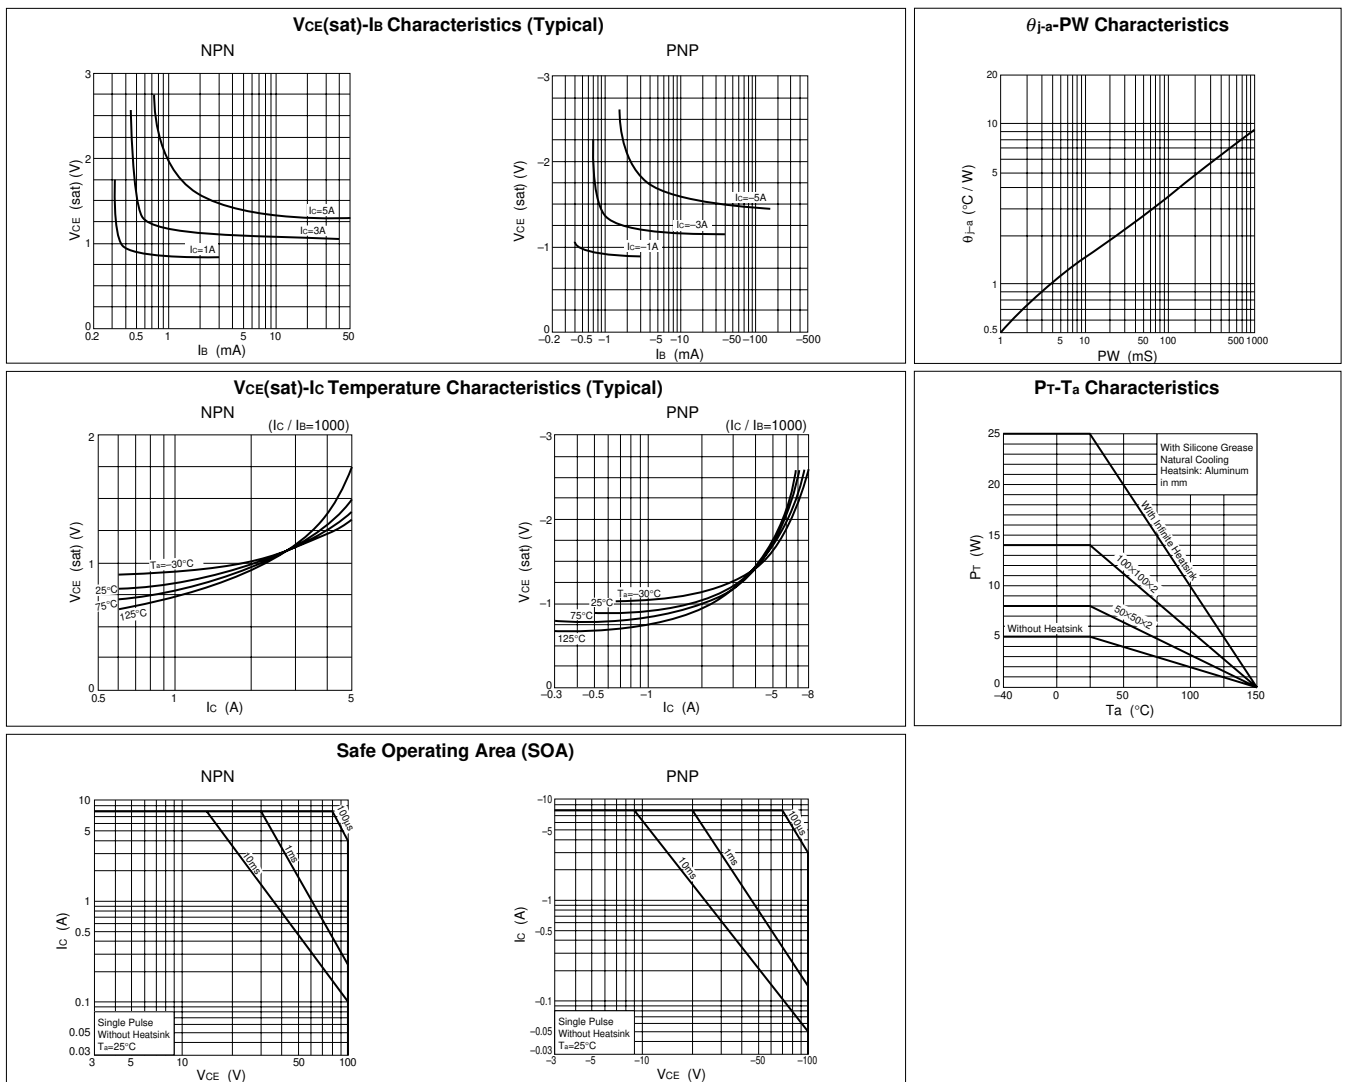 VCE(sat)-IB Characteristics (Typical)
NPN
3
2
1
0
0.2
0.5
1
5
10
50
VCE (sat) (V)
IB (mA)
IC=5A
IC=3A
IC=1A
PNP
–3
–2
–1
0
–0.2
–0.5
–1
–5
–10
–50
–100
–500
VCE (sat) (V)
IB (mA)
IC=–5A
IC=–3A
IC=–1A
θj-a-PW Characteristics
20
10
5
1
0.5
1
5
10
50
100
500
1000
θj–a (°C / W)
PW (mS)
VCE(sat)-IC Temperature Characteristics (Typical)
NPN
(IC / IB=1000)
2
1
0
0.5
1
5
VCE (sat) (V)
IC (A)
Ta=–30°C
25°C
75°C
125°C
PNP
(IC / IB=1000)
–3
–2
–1
0
–0.3
–0.5
–1
–5
–8
VCE (sat) (V)
IC (A)
Ta=–30°C
25°C
75°C
125°C
PT-Ta Characteristics
25
20
15
10
5
0
–40
0
50
100
150
PT (W)
Ta (°C)
With Silicone Grease
Natural Cooling
Heatsink: Aluminum
in mm
With Infinite Heatsink
100×100×2
50×50×2
Without Heatsink
Safe Operating Area (SOA)
NPN
10
5
1
0.5
0.1
0.05
0.03
3
5
10
50
100
IC (A)
VCE (V)
100µs
1ms
10ms
Single Pulse
Without Heatsink
Ta=25°C
PNP
–10
–5
–1
–0.5
–0.1
–0.05
–0.03
–3
–5
–10
–50
–100
IC (A)
VCE (V)
100µs
1ms
10ms
Single Pulse
Without Heatsink
Ta=25°C